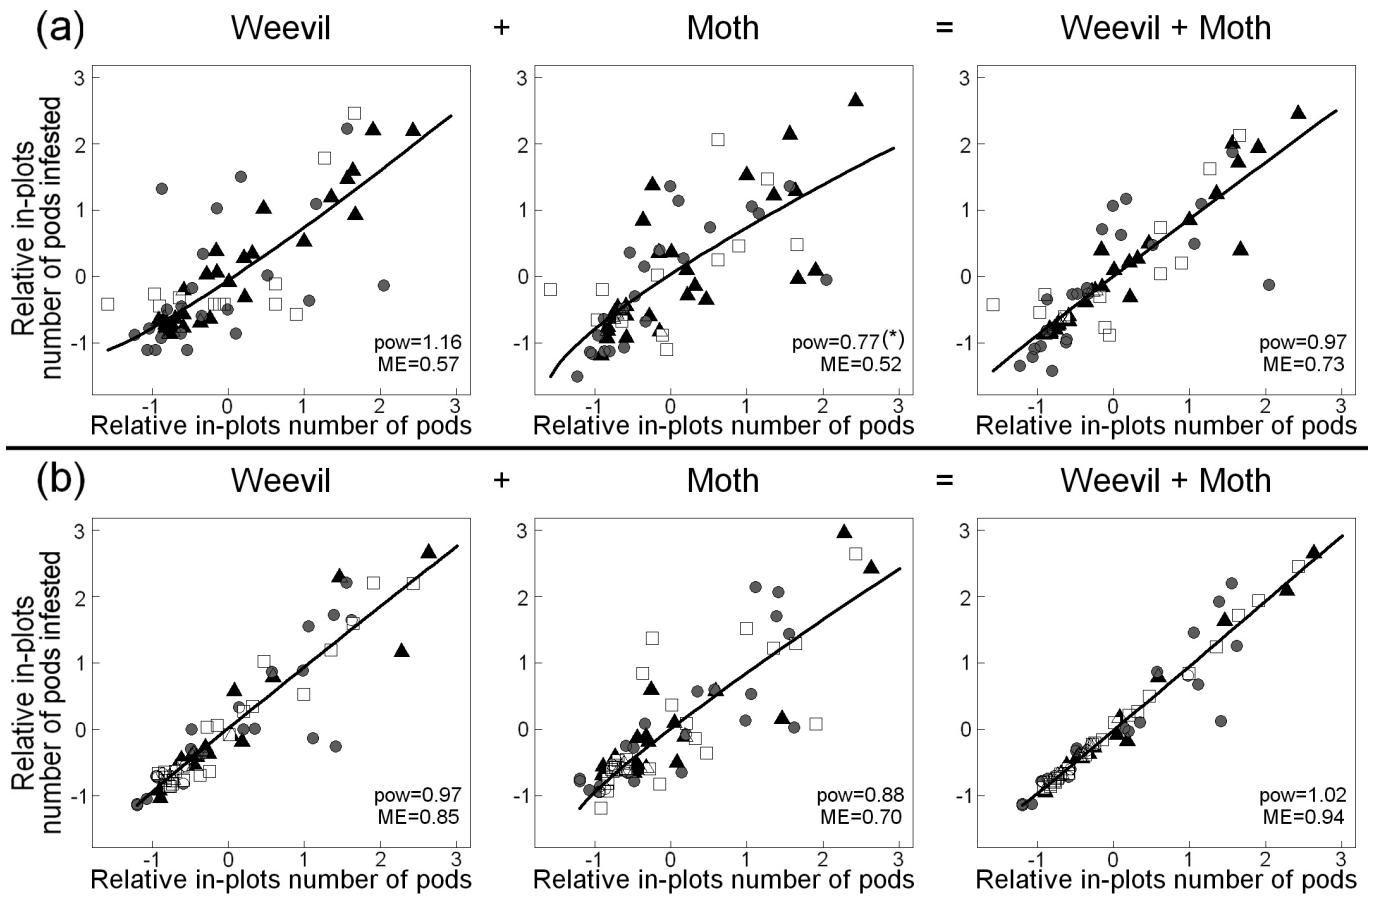 (a) Weevil + Moth = Weevil + Moth
Relative in-plots
number of pods infested
3
2
1
0
-1
pow=1.16
ME=0.57
-1 0 1 2 3
Relative in-plots number of pods
3
2
1
0
-1
pow=0.77(*)
ME=0.52
-1 0 1 2 3
Relative in-plots number of pods
3
2
1
0
-1
pow=0.97
ME=0.73
-1 0 1 2 3
Relative in-plots number of pods
(b) Weevil + Moth = Weevil + Moth
Relative in-plots
number of pods infested
3
2
1
0
-1
pow=0.97
ME=0.85
-1 0 1 2 3
Relative in-plots number of pods
3
2
1
0
-1
pow=0.88
ME=0.70
-1 0 1 2 3
Relative in-plots number of pods
3
2
1
0
-1
pow=1.02
ME=0.94
-1 0 1 2 3
Relative in-plots number of pods